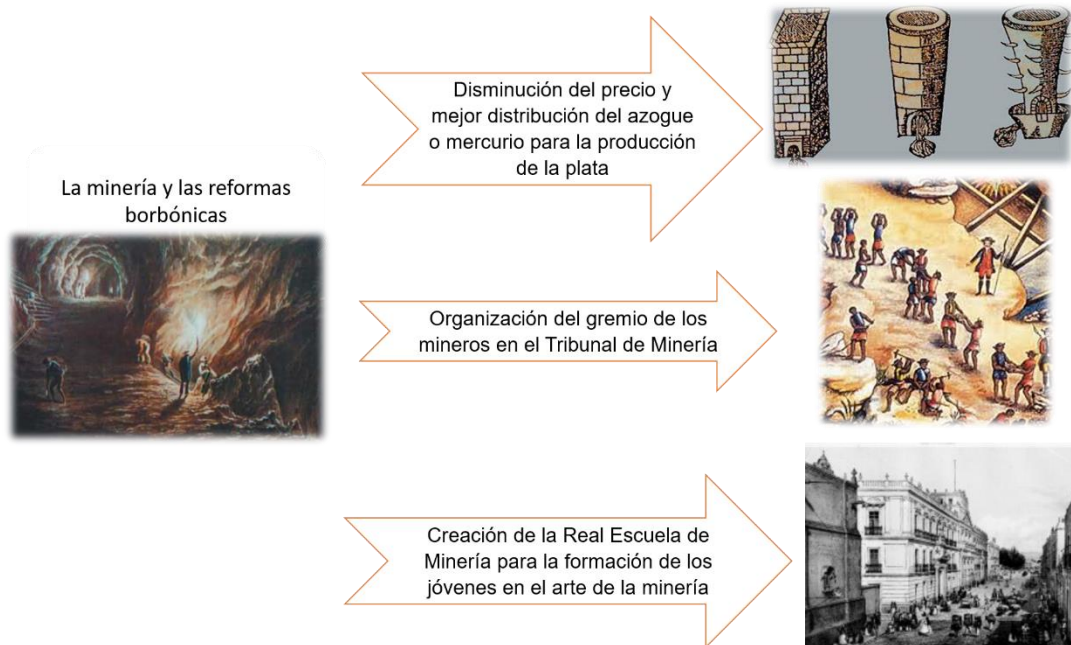 La minería y las reformas
borbónicas
Disminución del precio y
mejor distribución del azogue
o mercurio para la producción
de la plata
Organización del gremio de los
mineros en el Tribunal de Minería
Creación de la Real Escuela de
Minería para la formación de los
jóvenes en el arte de la minería